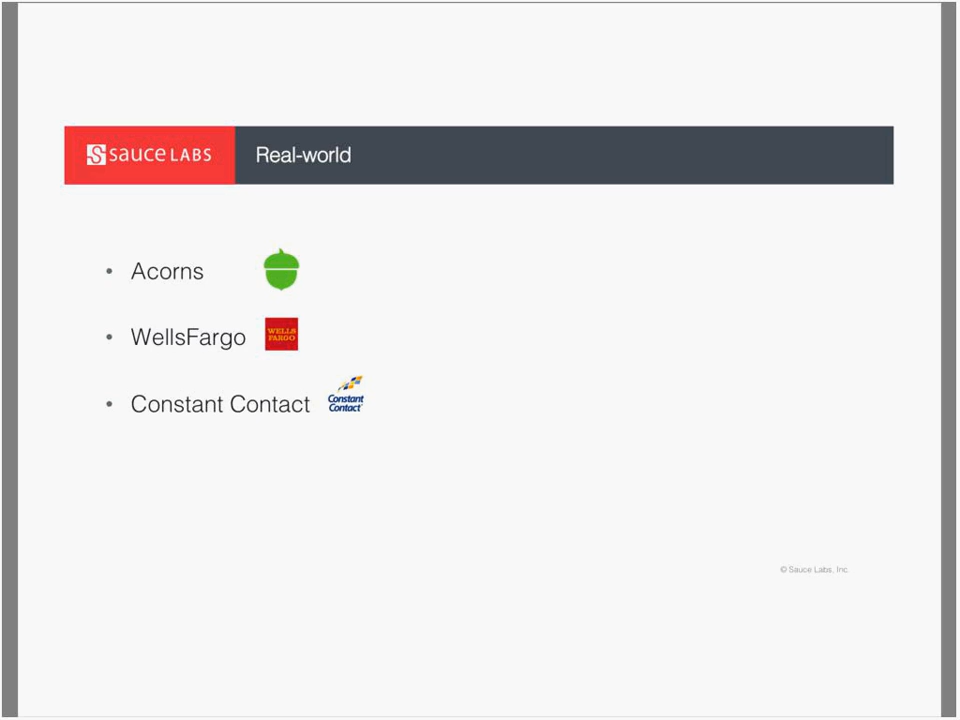 S sauce LABS Real-world
• Acorns
• WellsFargo WELLS
FARGO
• Constant Contact Constant
Contact
© Sauce Labs, Inc.